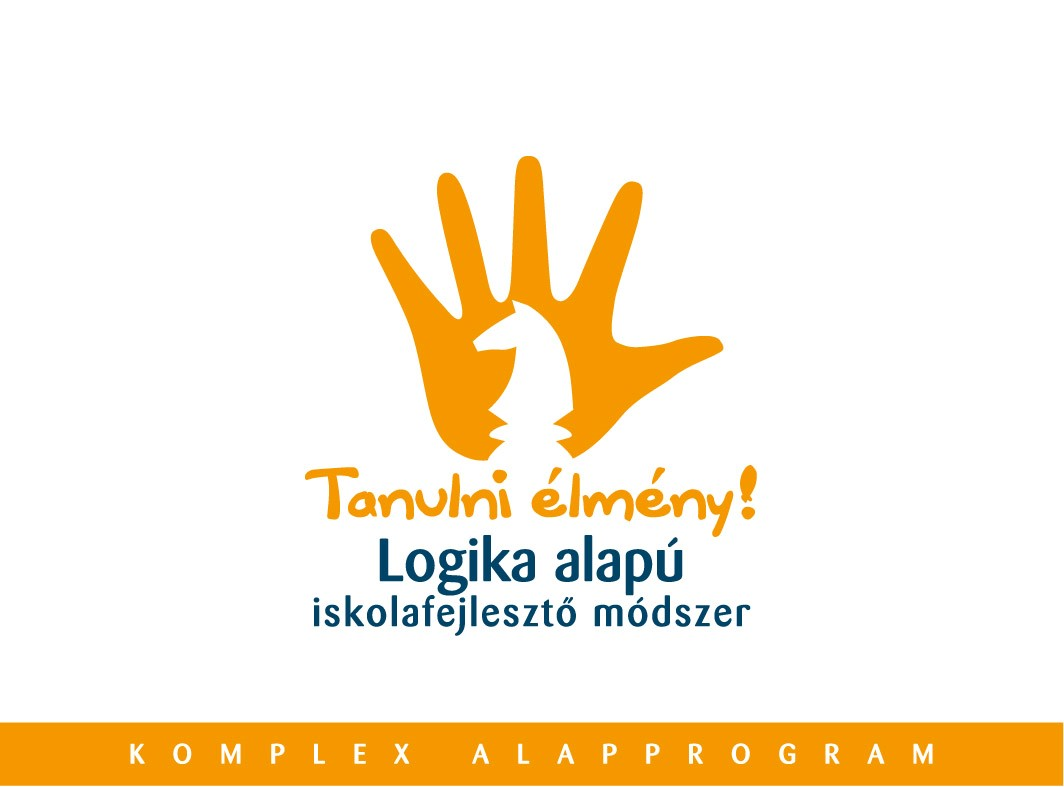 Tanulni élmény!
Logika alapú
iskolafejlesztő módszer
KOMPLEX ALAPPROGRAM